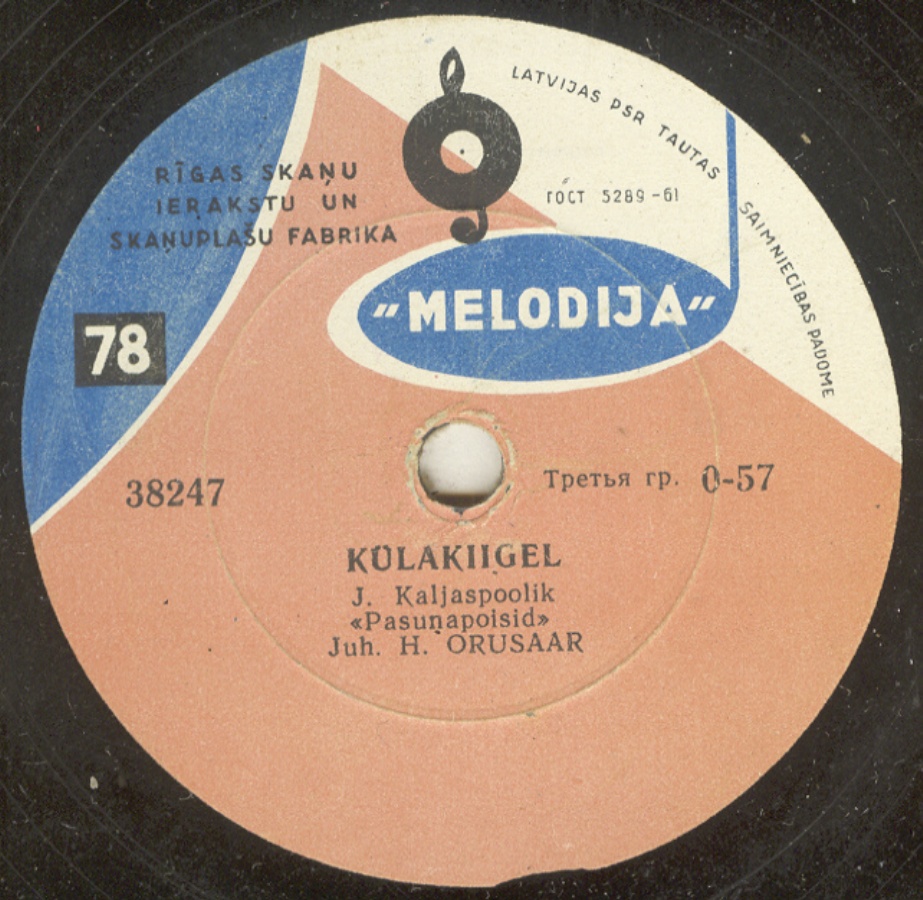 LATVIJAS PSR TAUTAS
SAIMNIECĪBAS PADOME
RĪGAS SKAŅU
IERAKSTU UN
SKAŅUPLAŠU FABRIKA
ГОСТ 5289-61
"MELODIJA"
78
38247
Третья гр. 0-57
KÜLAKIIGEL
J. Kaljaspoolik
«Pasunapoisid»
Juh. H. ORUSAAR